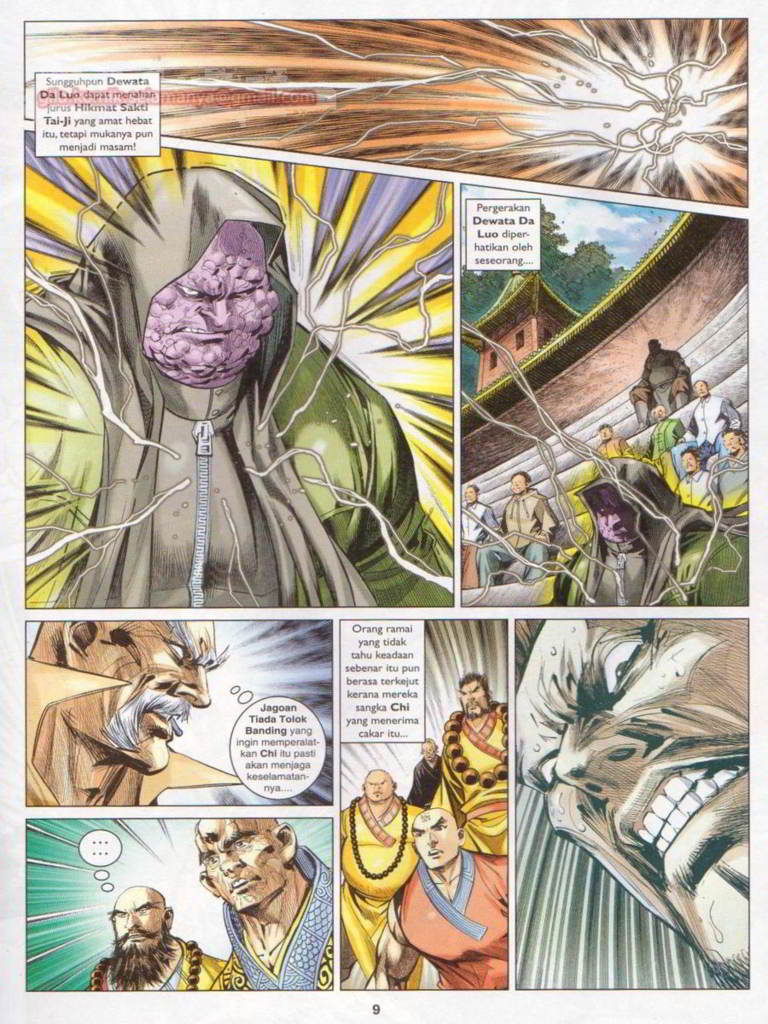 Sungguhpun Dewata
Da Luo dapat menahan
jurus Hikmat Sakti
Tai-Ji yang amat hebat
itu, tetapi mukanya pun
menjadi masam!
Pergerakan
Dewata Da
Luo diper-
hatikan oleh
seseorang....
Jagoan
Tiada Tolok
Banding yang
ingin memperalat-
kan Chi itu pasti
akan menjaga
keselamatan-
nya....
...
...
Orang ramai
yang tidak
tahu keadaan
sebenar itu pun
berasa terkejut
kerana mereka
sangka Chi
yang menerima
cakar itu...
9